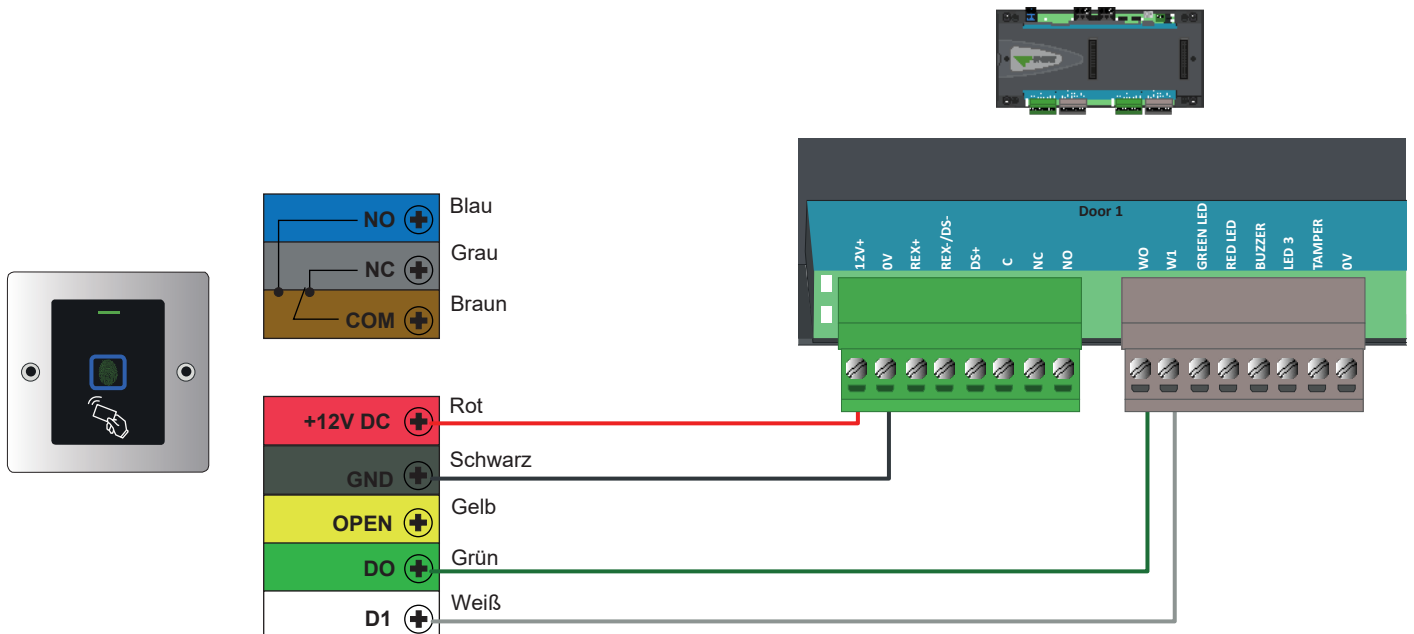 NO
Blau
NC
Grau
COM
Braun
+12V DC
Rot
GND
Schwarz
OPEN
Gelb
DO
Grün
D1
Weiß
Door 1
12V+
0V
REX+
REX-/DS-
DS+
C
NC
NO
WO
W1
GREEN LED
RED LED
BUZZER
LED 3
TAMPER
0V